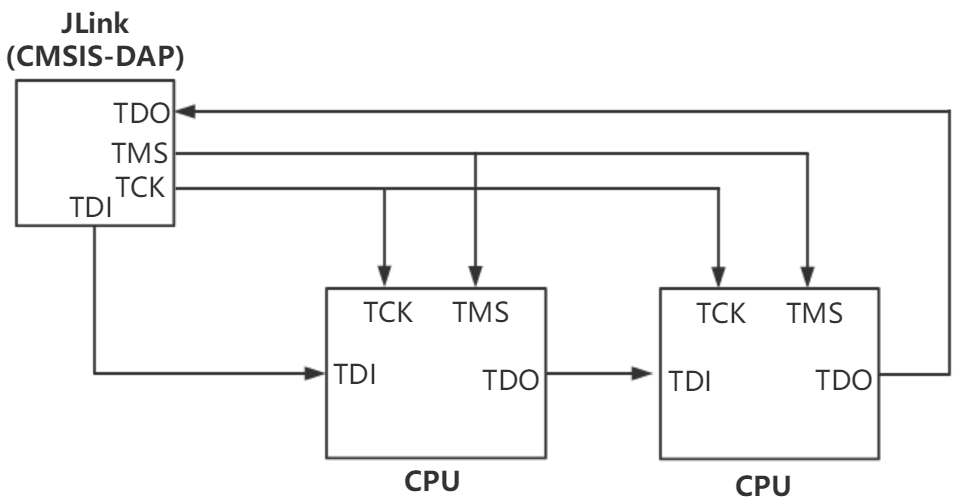 JLink
(CMSIS-DAP)
TDO
TMS
TCK
TDI
TCK TMS
TDI
TDO
CPU
TCK TMS
TDI
TDO
CPU